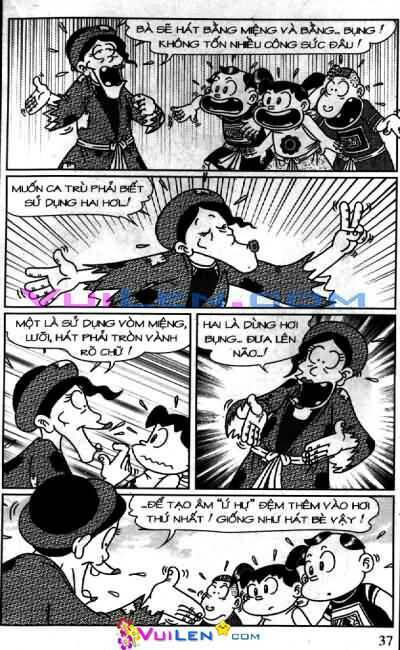 BÀ SẼ HÁT BẰNG MIỆNG VÀ BẰNG... BỤNG!
KHÔNG TỐN NHIỀU CÔNG SỨC ĐÂU!
MUỐN CA TRÙ PHẢI BIẾT
SỬ DỤNG HAI HƠI..!
VUILEN.COM
MỘT LÀ SỬ DỤNG VÒM MIỆNG,
LƯỠI, HÁT PHẢI TRÒN VÀNH
RÕ CHỮ!
HAI LÀ DÙNG HƠI
BỤNG... ĐƯA LÊN
NÃO..!
...ĐỂ TẠO ÂM "Ứ HỰ" ĐỆM THÊM VÀO HƠI
THỨ NHẤT! GIỐNG NHƯ HÁT BÈ VẬY!
37
VUILEN.COM